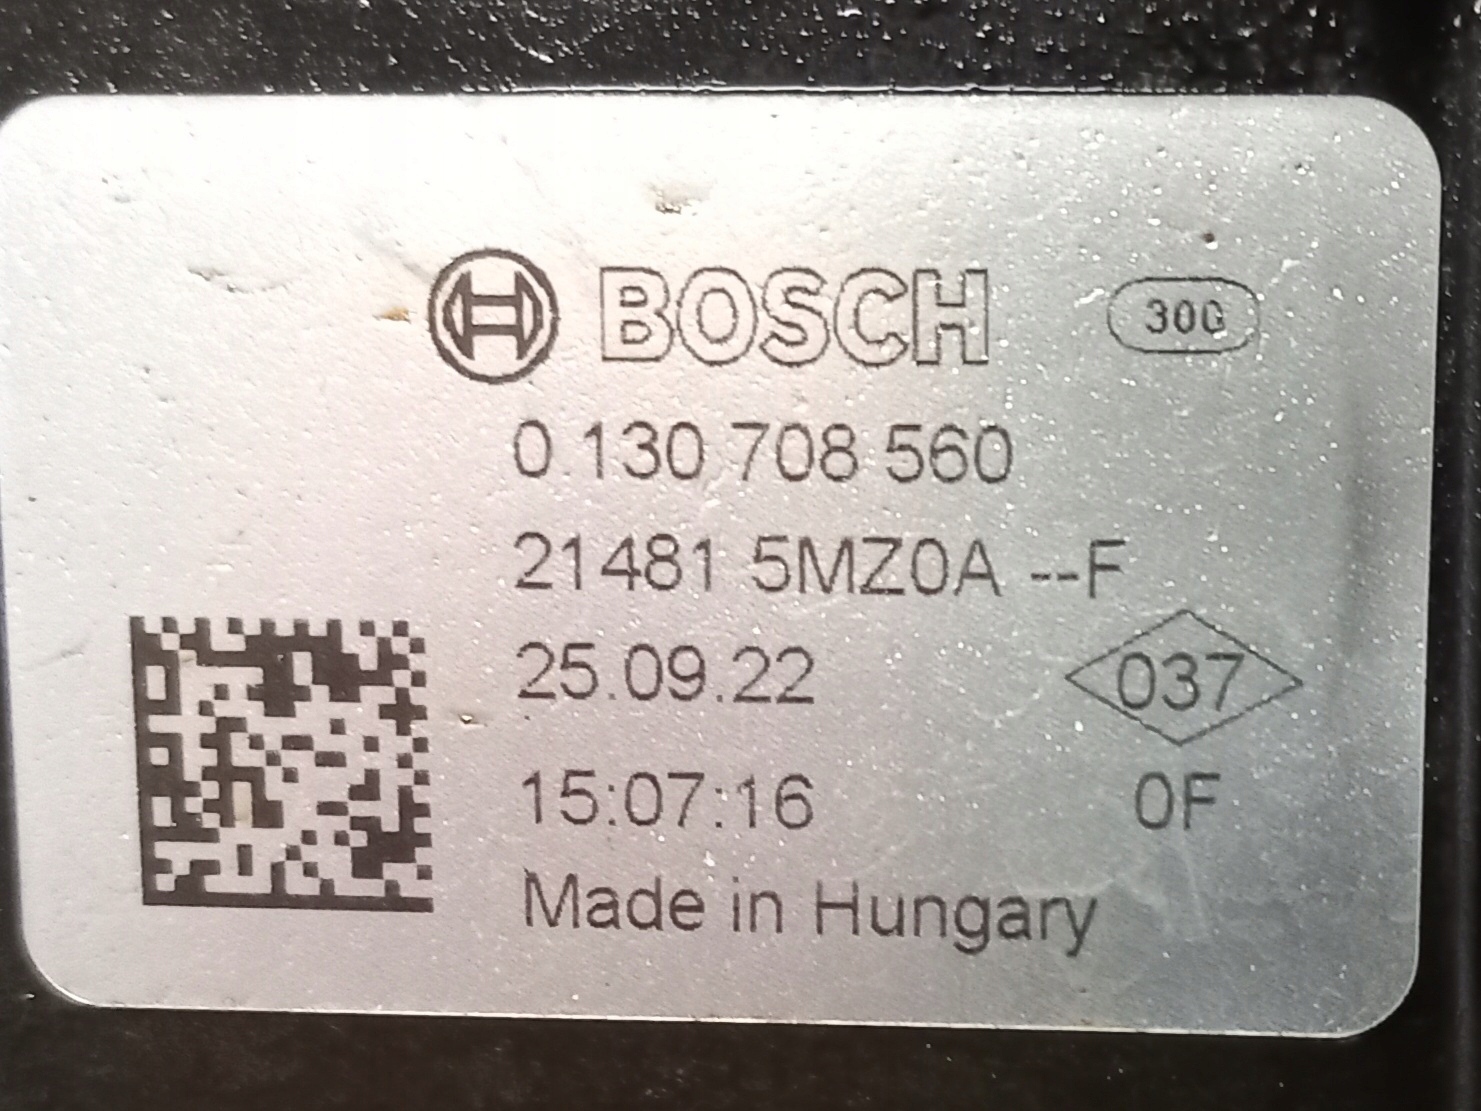 BOSCH 300
0 130 708 560
21481 5MZ0A --F
25.09.22 037
15:07:16 0F
Made in Hungary